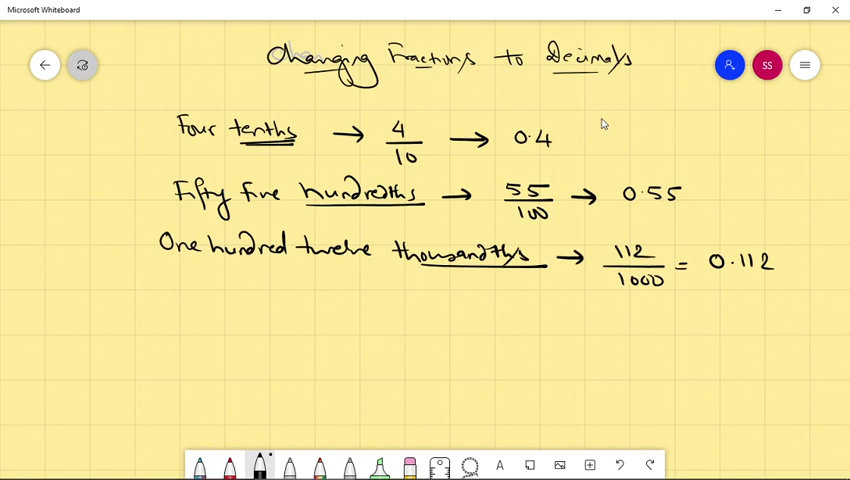 Microsoft Whiteboard
Changing Fractions to Decimals
SS
Four tenths → 4/10 → 0.4
Fifty five hundredths → 55/100 → 0.55
One hundred twelve thousandths → 112/1000 = 0.112
A